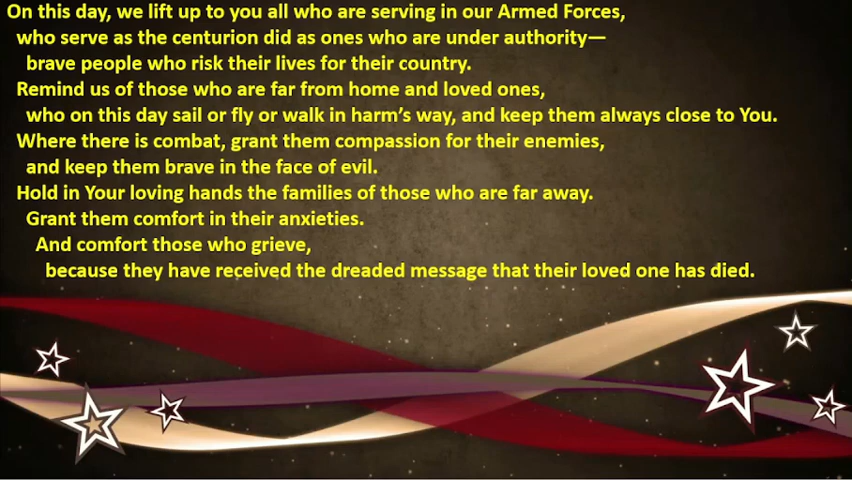 On this day, we lift up to you all who are serving in our Armed Forces,
who serve as the centurion did as ones who are under authority—
brave people who risk their lives for their country.
Remind us of those who are far from home and loved ones,
who on this day sail or fly or walk in harm’s way, and keep them always close to You.
Where there is combat, grant them compassion for their enemies,
and keep them brave in the face of evil.
Hold in Your loving hands the families of those who are far away.
Grant them comfort in their anxieties.
And comfort those who grieve,
because they have received the dreaded message that their loved one has died.